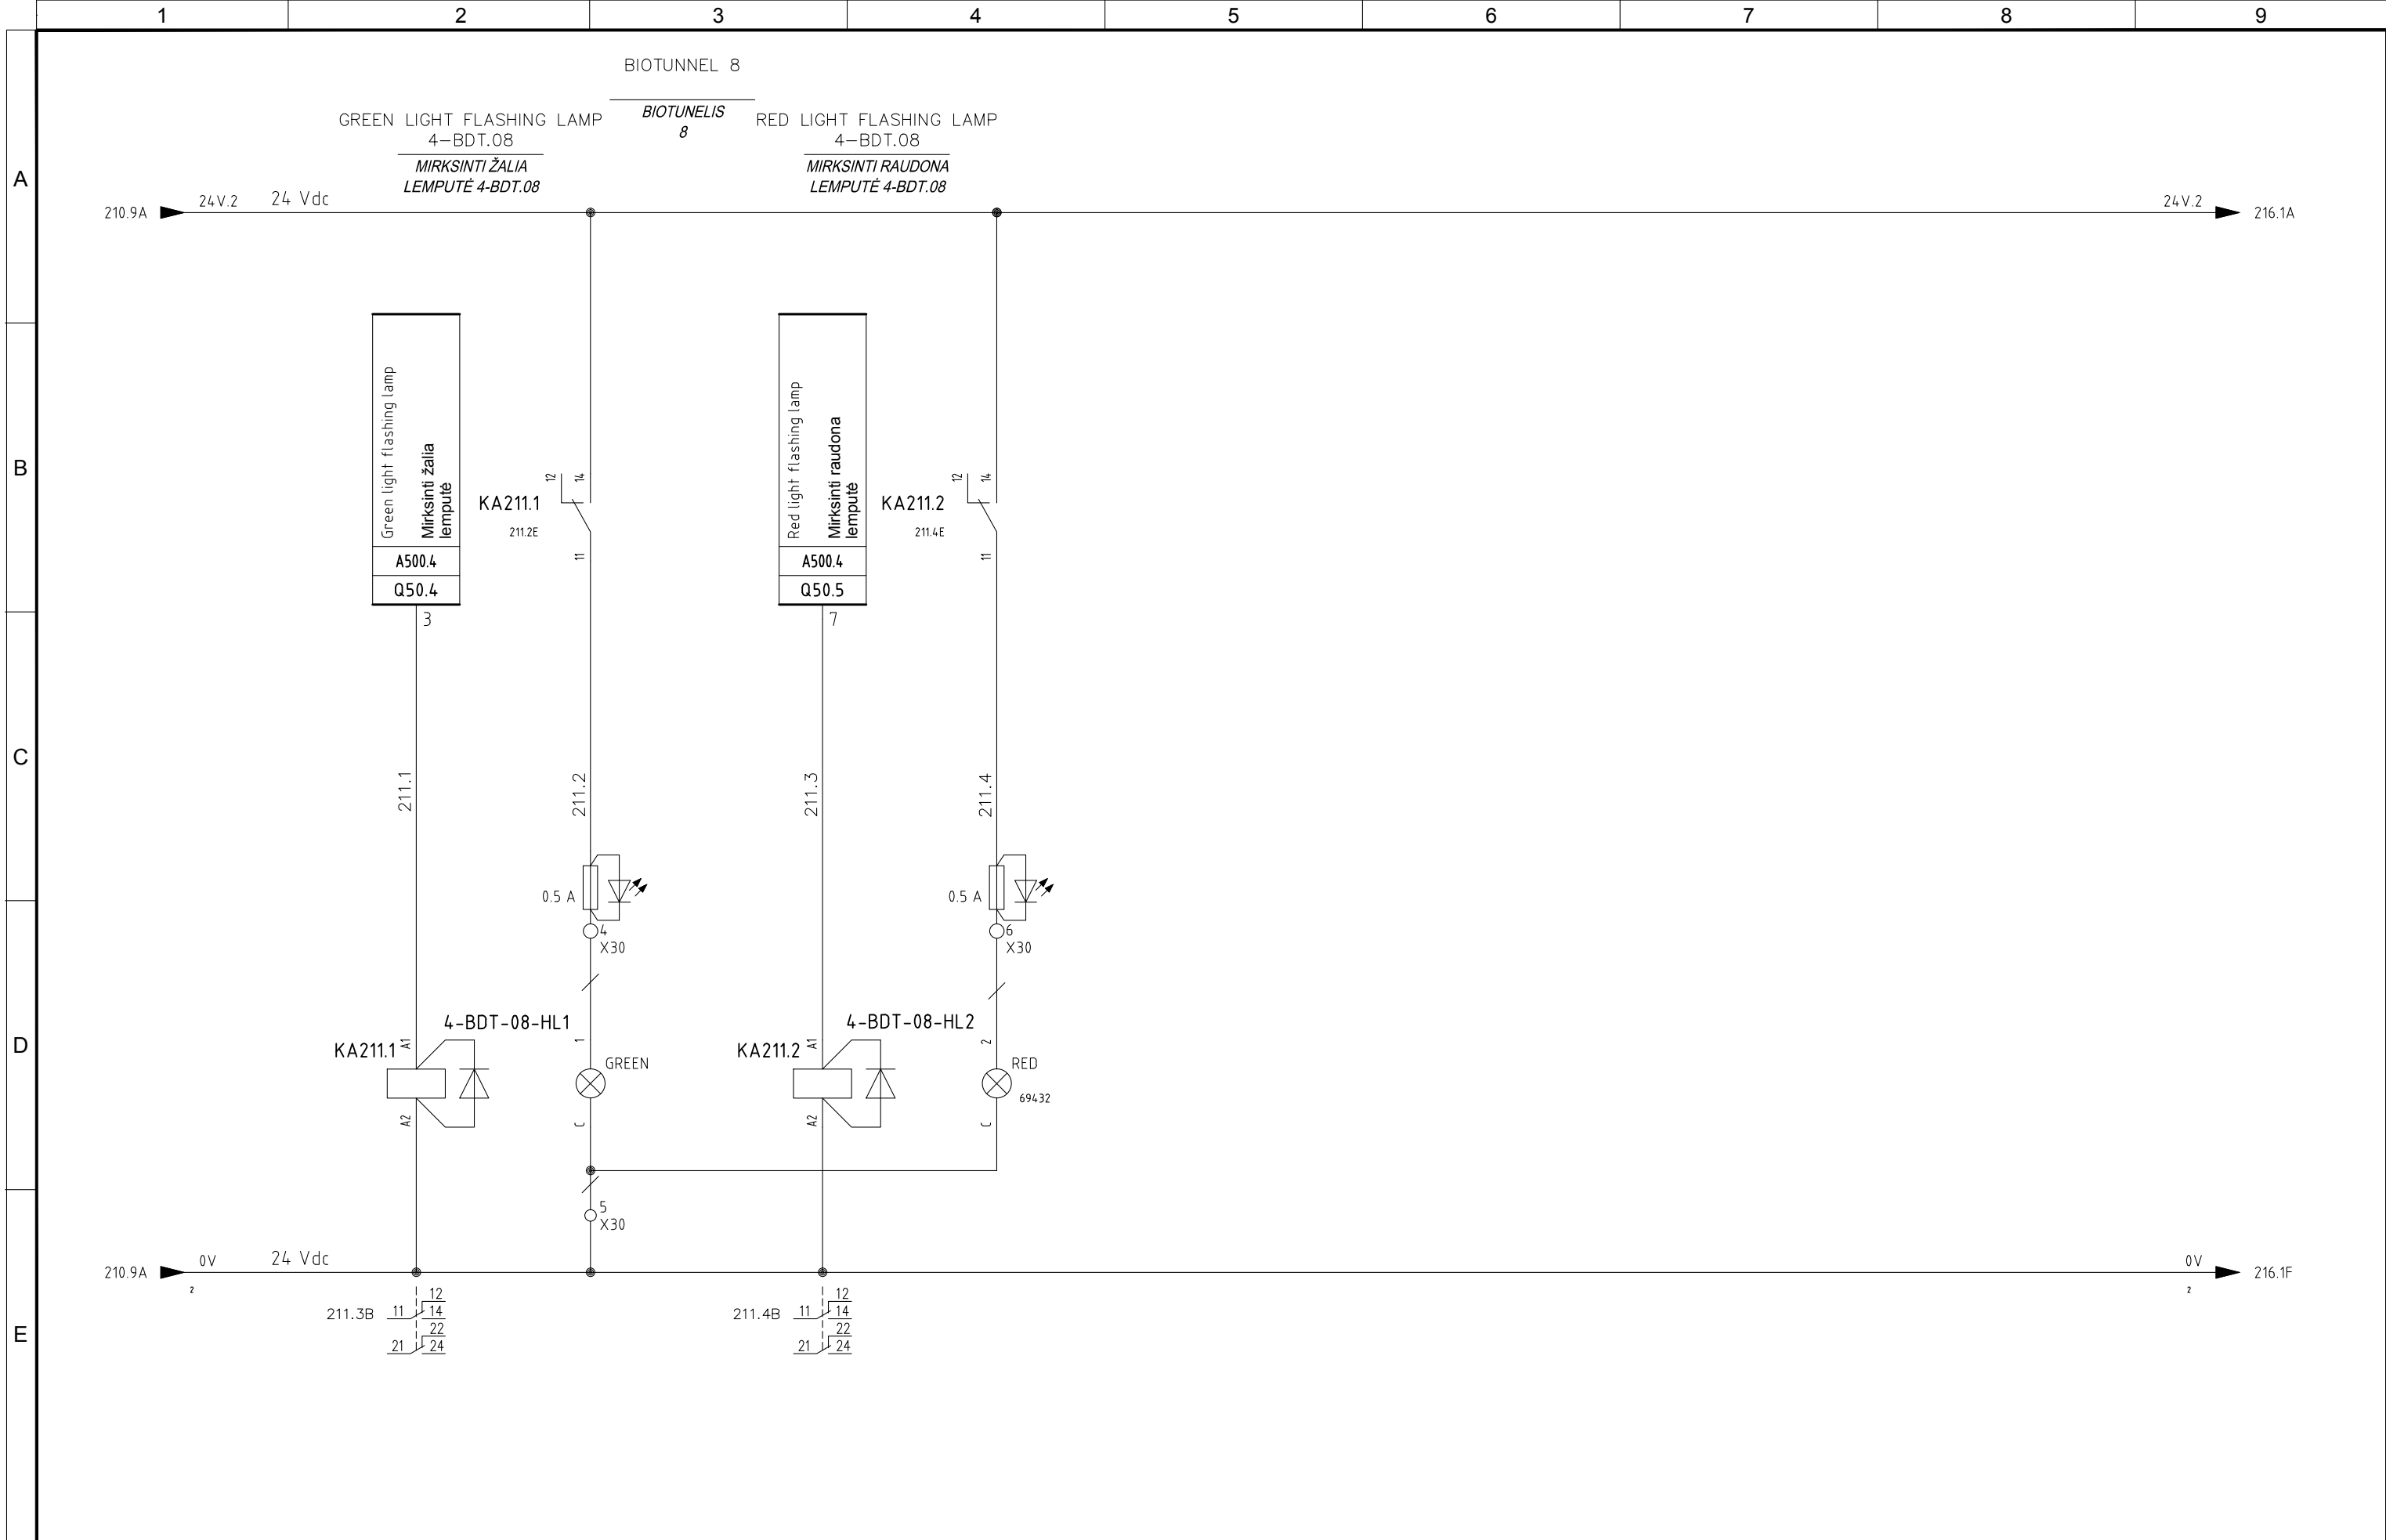 1 2 3 4 5 6 7 8 9
A
B
C
D
E
BIOTUNNEL 8
BIOTUNELIS
8
GREEN LIGHT FLASHING LAMP
4-BDT.08
MIRKSINTI ŽALIA
LEMPUTĖ 4-BDT.08
RED LIGHT FLASHING LAMP
4-BDT.08
MIRKSINTI RAUDONA
LEMPUTĖ 4-BDT.08
210.9A 24V.2 24 Vdc 24V.2 216.1A
Green light flashing lamp
Mirksinti žalia
lemputė
A500.4
Q50.4
3
12 14
KA211.1
211.2E
11
Red light flashing lamp
Mirksinti raudona
lemputė
A500.4
Q50.5
7
12 14
KA211.2
211.4E
11
211.1
211.2
211.3
211.4
0.5 A
4
X30
0.5 A
6
X30
4-BDT-08-HL1
KA211.1
A1
A2
1
GREEN
C
4-BDT-08-HL2
KA211.2
A1
A2
2
RED
69432
C
5
X30
210.9A 0V 24 Vdc 0V 216.1F
2 2
12
211.3B 11 14
22
21 24
12
211.4B 11 14
22
21 24